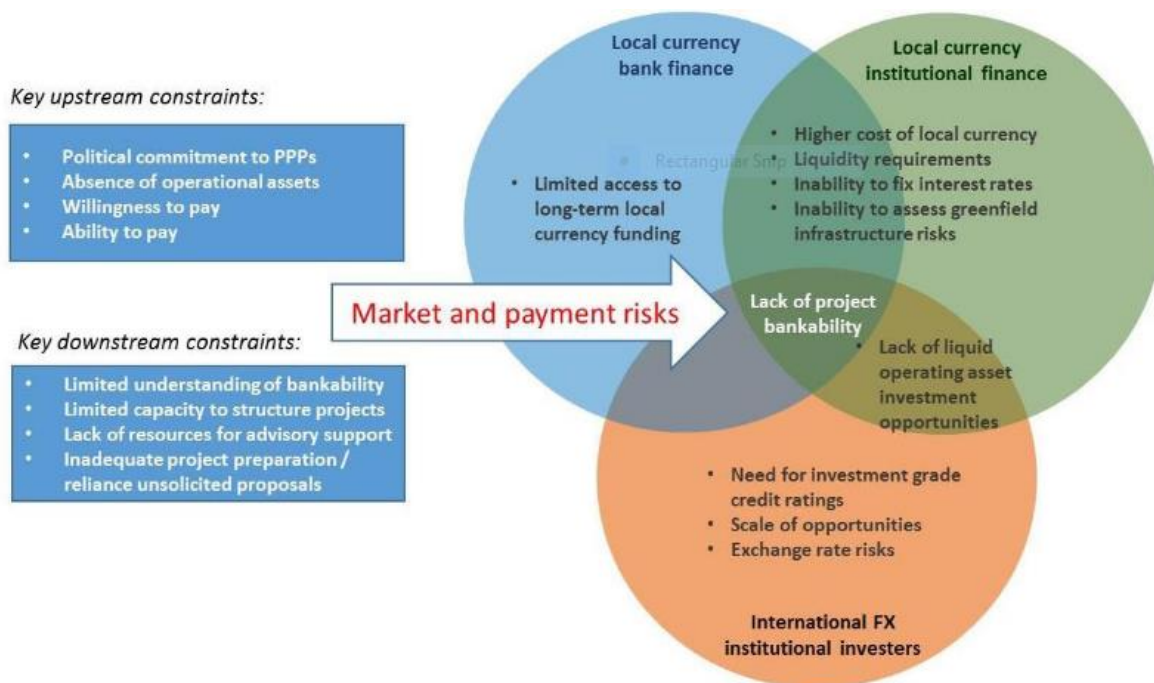 Key upstream constraints:
• Political commitment to PPPs
• Absence of operational assets
• Willingness to pay
• Ability to pay
Key downstream constraints:
• Limited understanding of bankability
• Limited capacity to structure projects
• Lack of resources for advisory support
• Inadequate project preparation /
reliance unsolicited proposals
Market and payment risks
Local currency
bank finance
• Limited access to
long-term local
currency funding
Rectangular Snip
Local currency
institutional finance
• Higher cost of local currency
• Liquidity requirements
• Inability to fix interest rates
• Inability to assess greenfield
infrastructure risks
Lack of project
bankability
• Lack of liquid
operating asset
investment
opportunities
• Need for investment grade
credit ratings
• Scale of opportunities
• Exchange rate risks
International FX
institutional investers